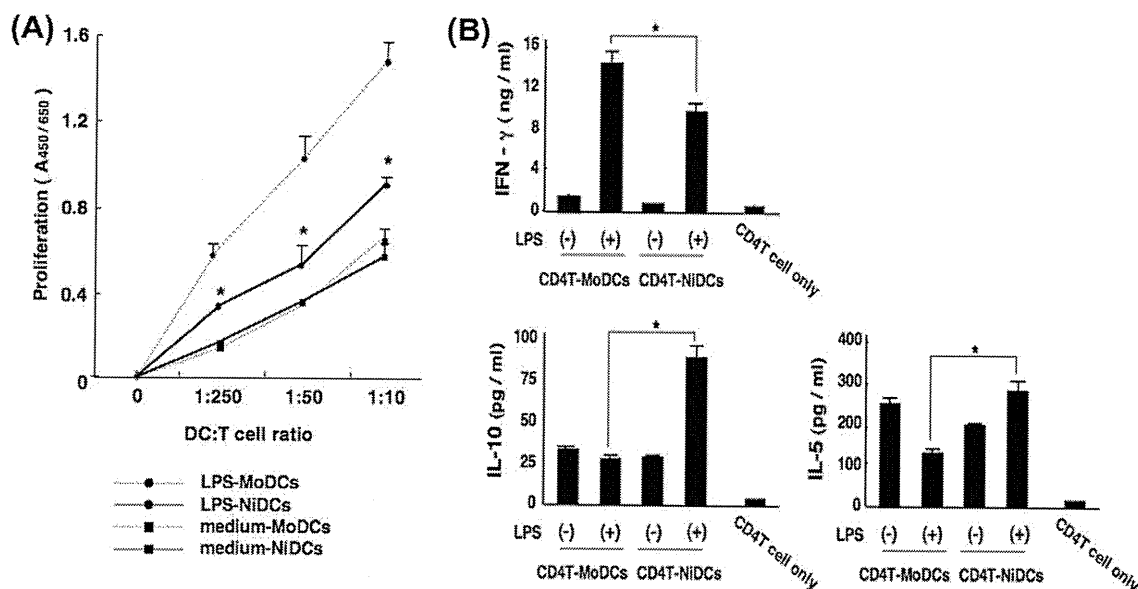 (A)
Proliferation ( A450/650 )
1.6
1.2
0.8
0.4
0
0 1:250 1:50 1:10
DC:T cell ratio
* * *
LPS-MoDCs
LPS-NiDCs
medium-MoDCs
medium-NiDCs
(B)
IFN - γ ( ng / ml )
16
12
8
4
0
*
LPS (-) (+) (-) (+)
CD4T-MoDCs CD4T-NiDCs
CD4T cell only
IL-10 (pg / ml)
100
75
50
25
0
*
LPS (-) (+) (-) (+)
CD4T-MoDCs CD4T-NiDCs
CD4T cell only
IL-5 (pg / ml)
400
300
200
100
0
*
LPS (-) (+) (-) (+)
CD4T-MoDCs CD4T-NiDCs
CD4T cell only